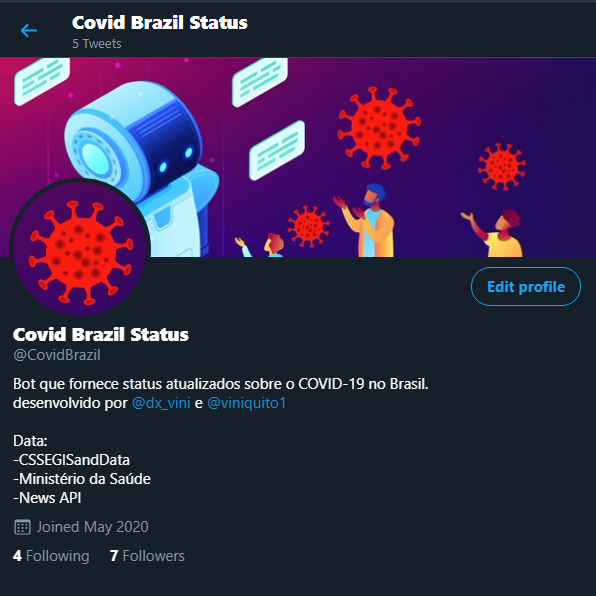 Covid Brazil Status
5 Tweets
Edit profile
Covid Brazil Status
@CovidBrazil
Bot que fornece status atualizados sobre o COVID-19 no Brasil.
desenvolvido por @dx_vini e @viniquito1
Data:
-CSSEGISandData
-Ministério da Saúde
-News API
Joined May 2020
4 Following 7 Followers